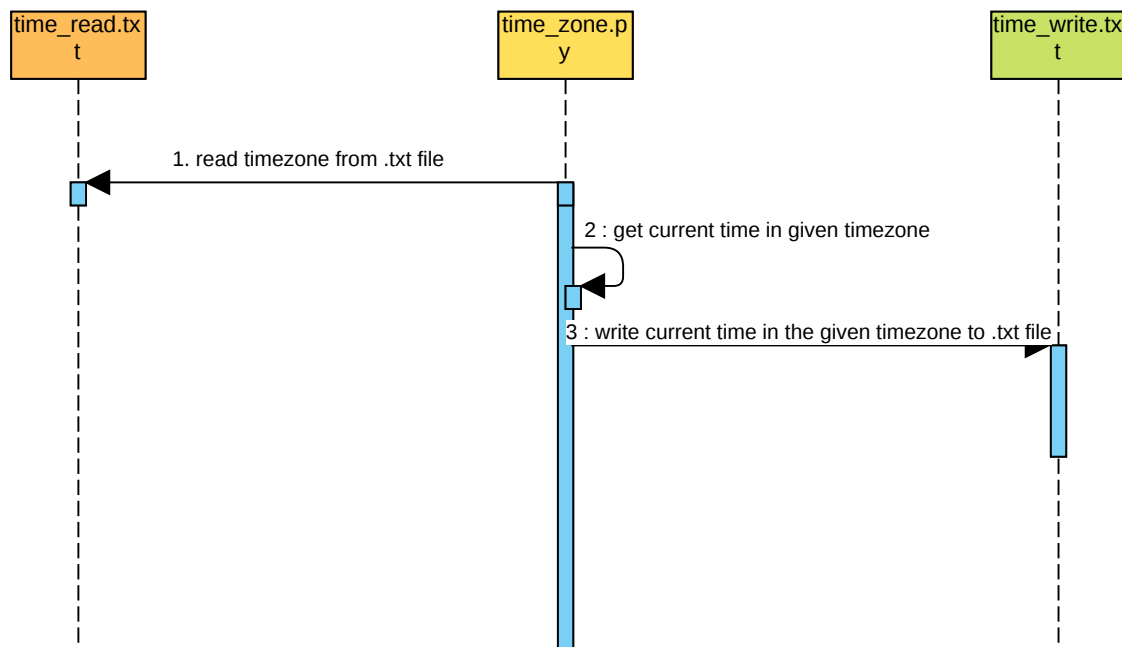 time_read.tx
t
time_zone.p
y
time_write.txt
t
1. read timezone from .txt file
2 : get current time in given timezone
3 : write current time in the given timezone to .txt file